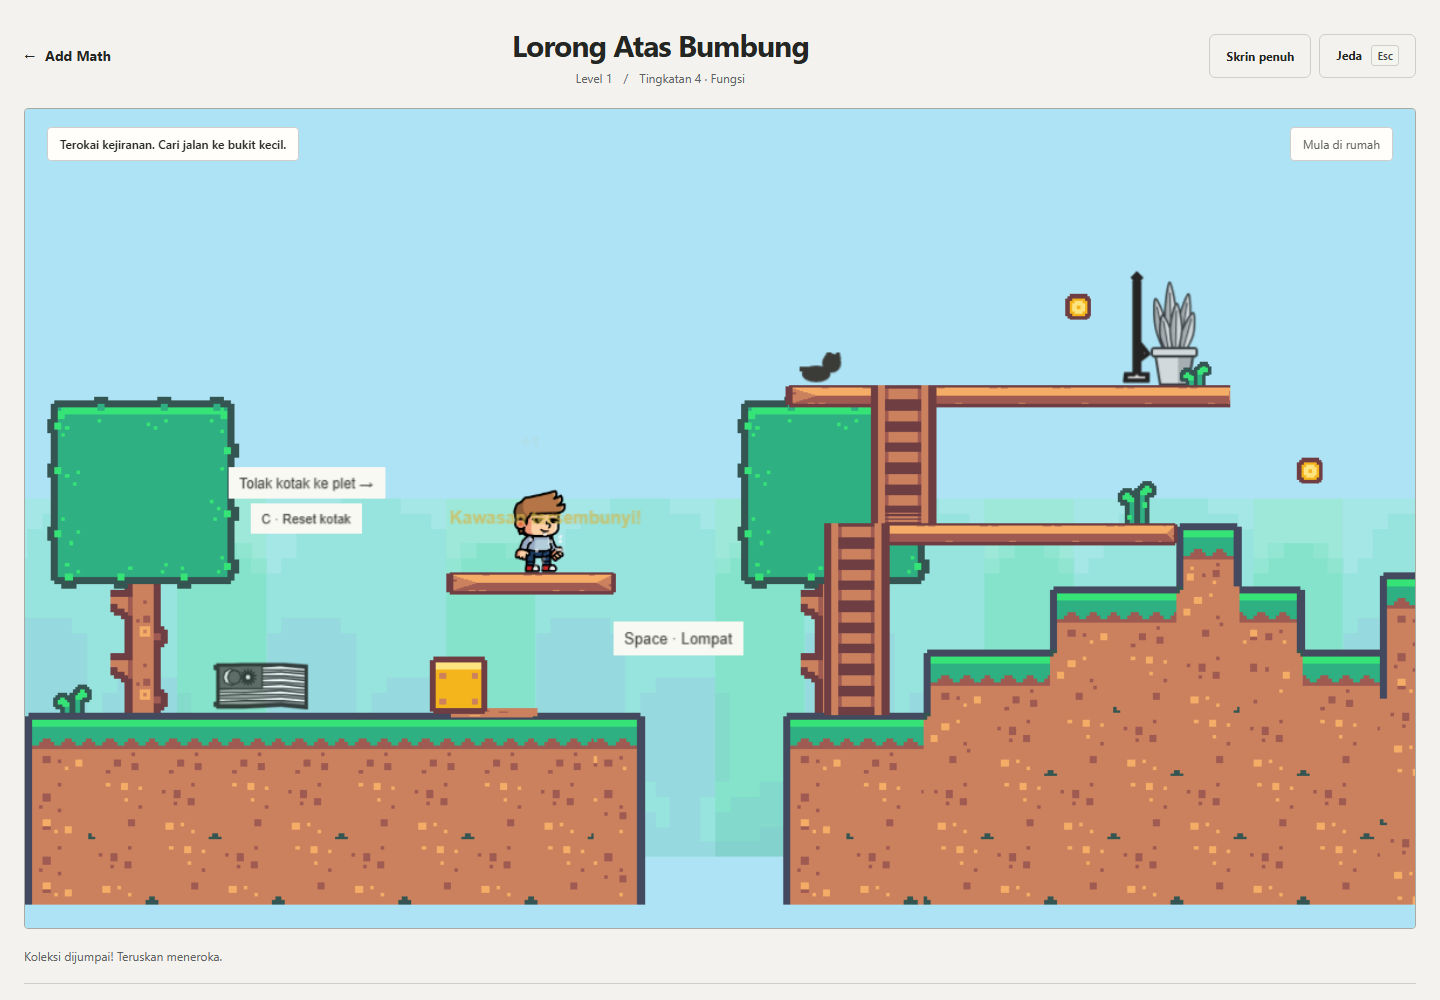 ← Add Math
Lorong Atas Bumbung
Level 1 / Tingkatan 4 · Fungsi
Skrin penuh
Jeda Esc
Terokai kejiranan. Cari jalan ke bukit kecil.
Mula di rumah
Tolak kotak ke plet →
C · Reset kotak
Space · Lompat
Koleksi dijumpai! Teruskan meneroka.